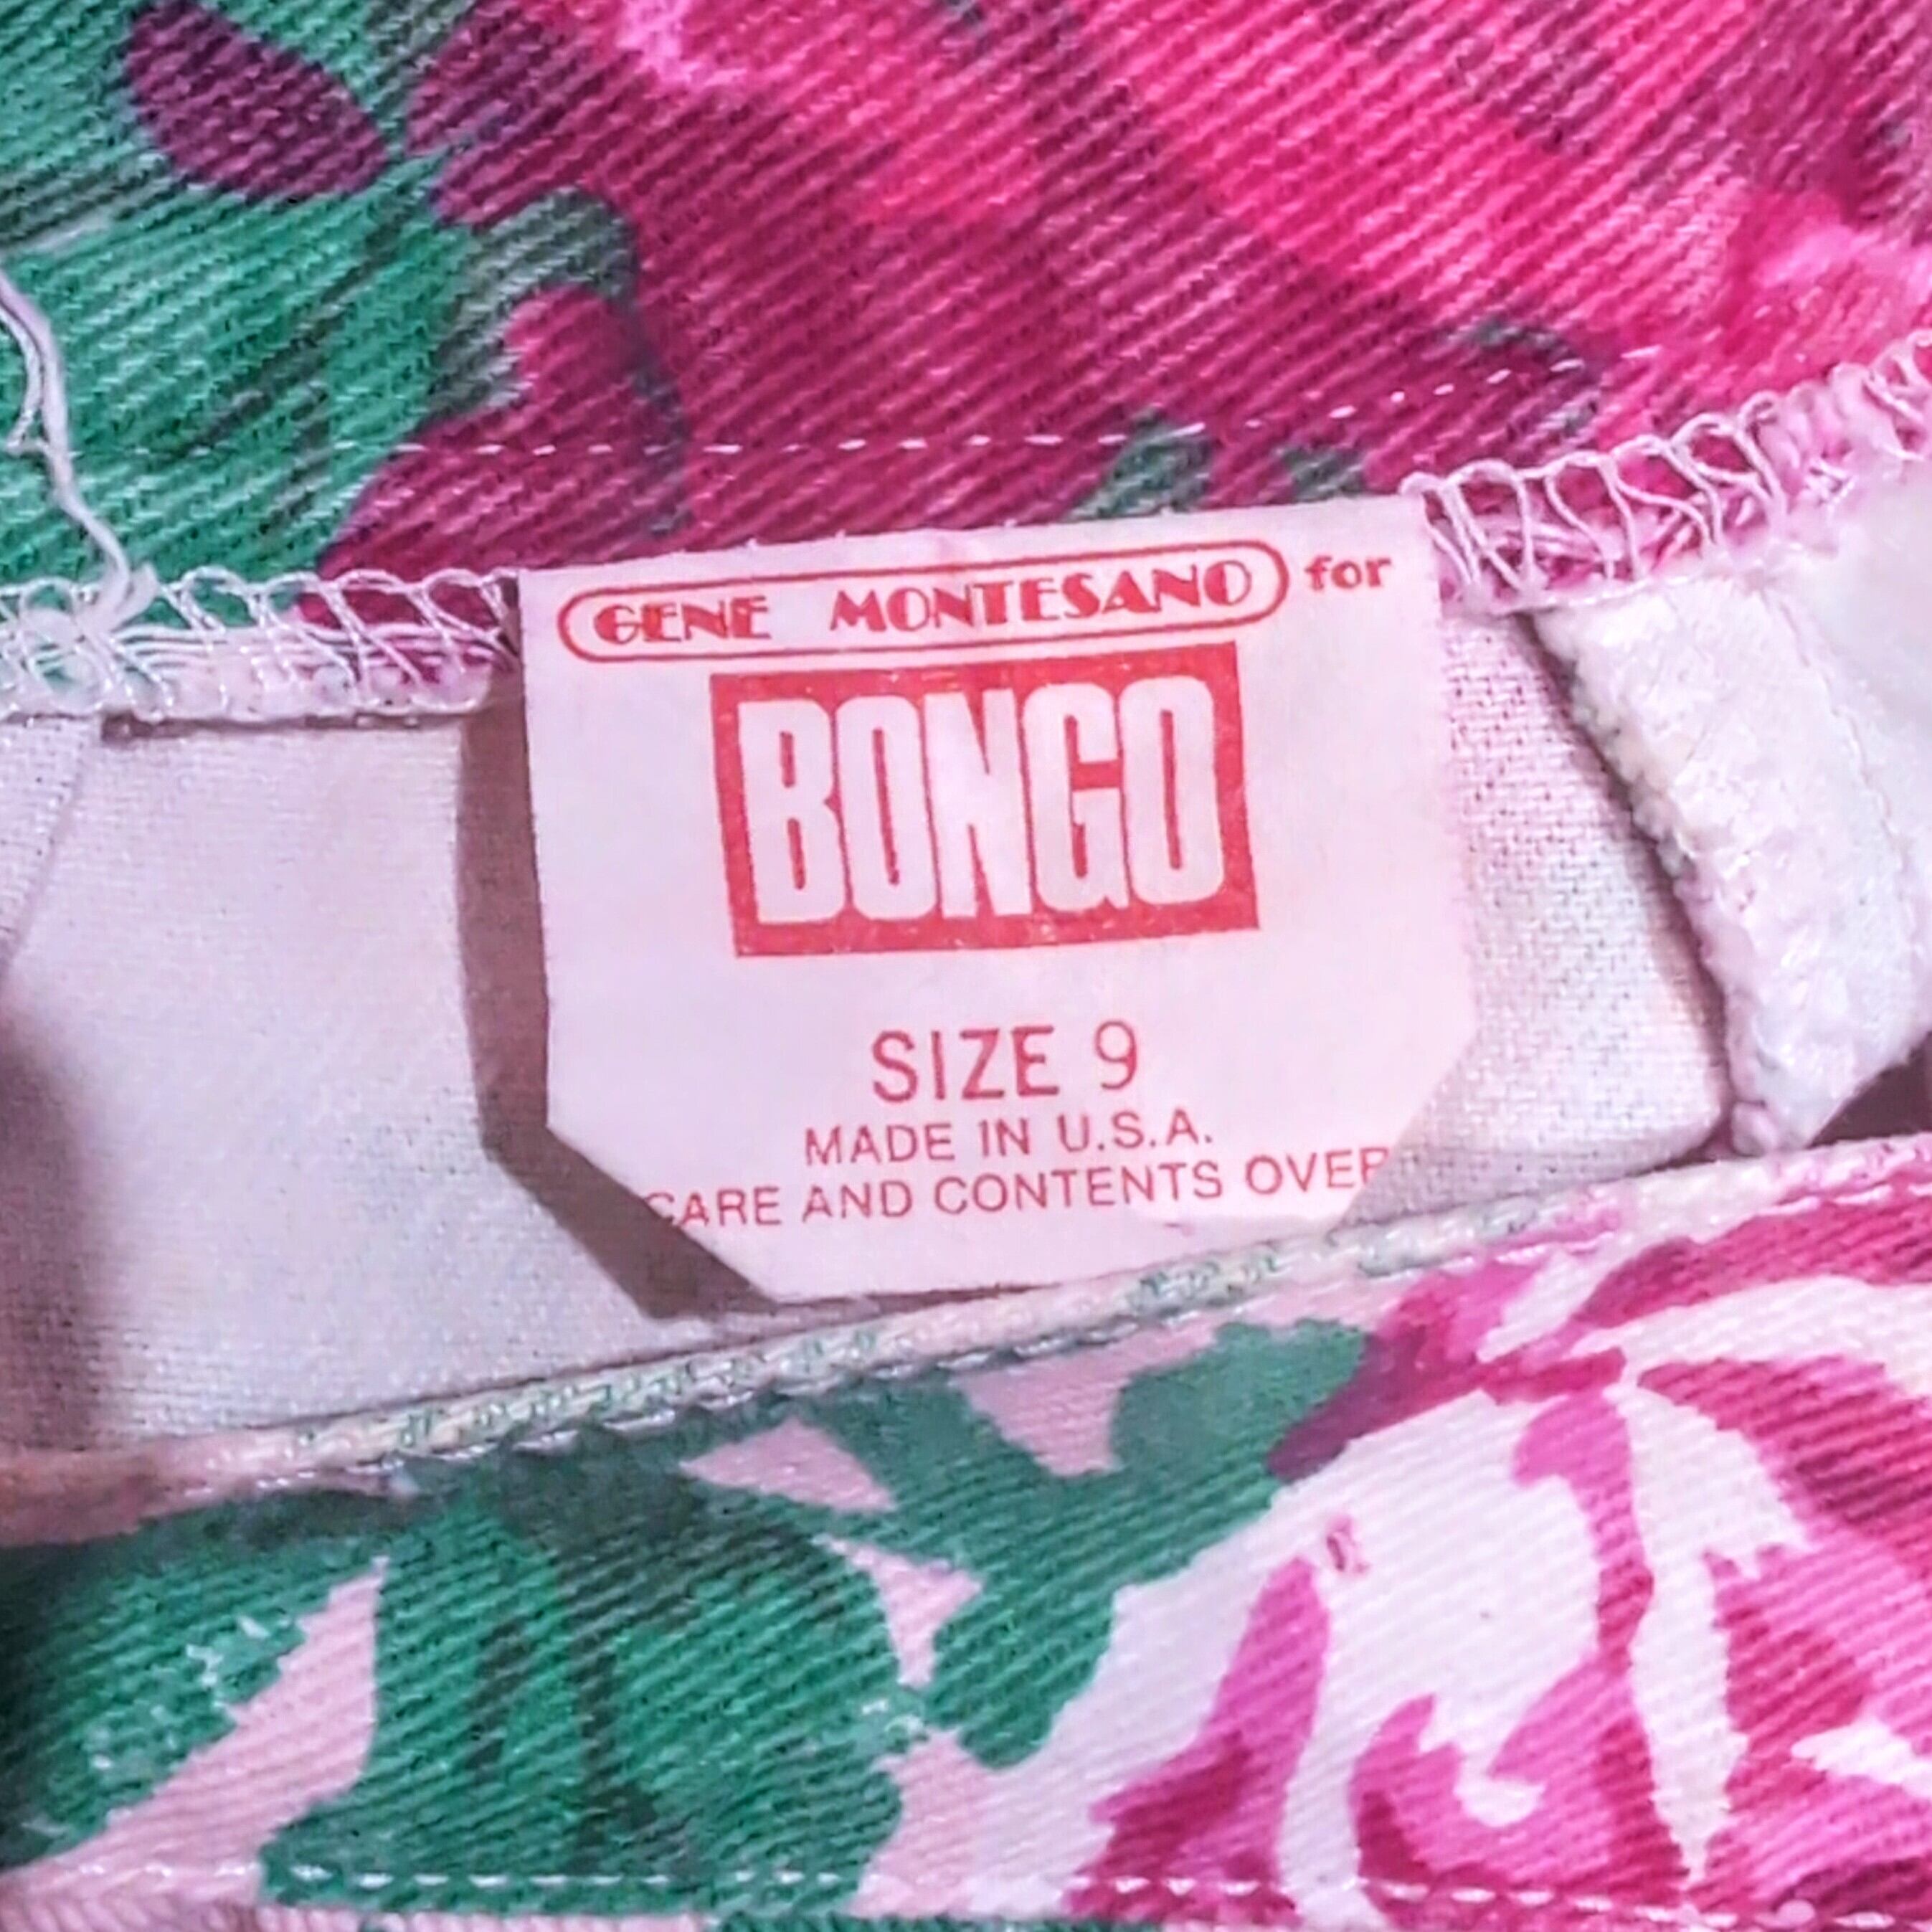 GENE MONTESANO for
BONGO
SIZE 9
MADE IN U.S.A.
CARE AND CONTENTS OVER